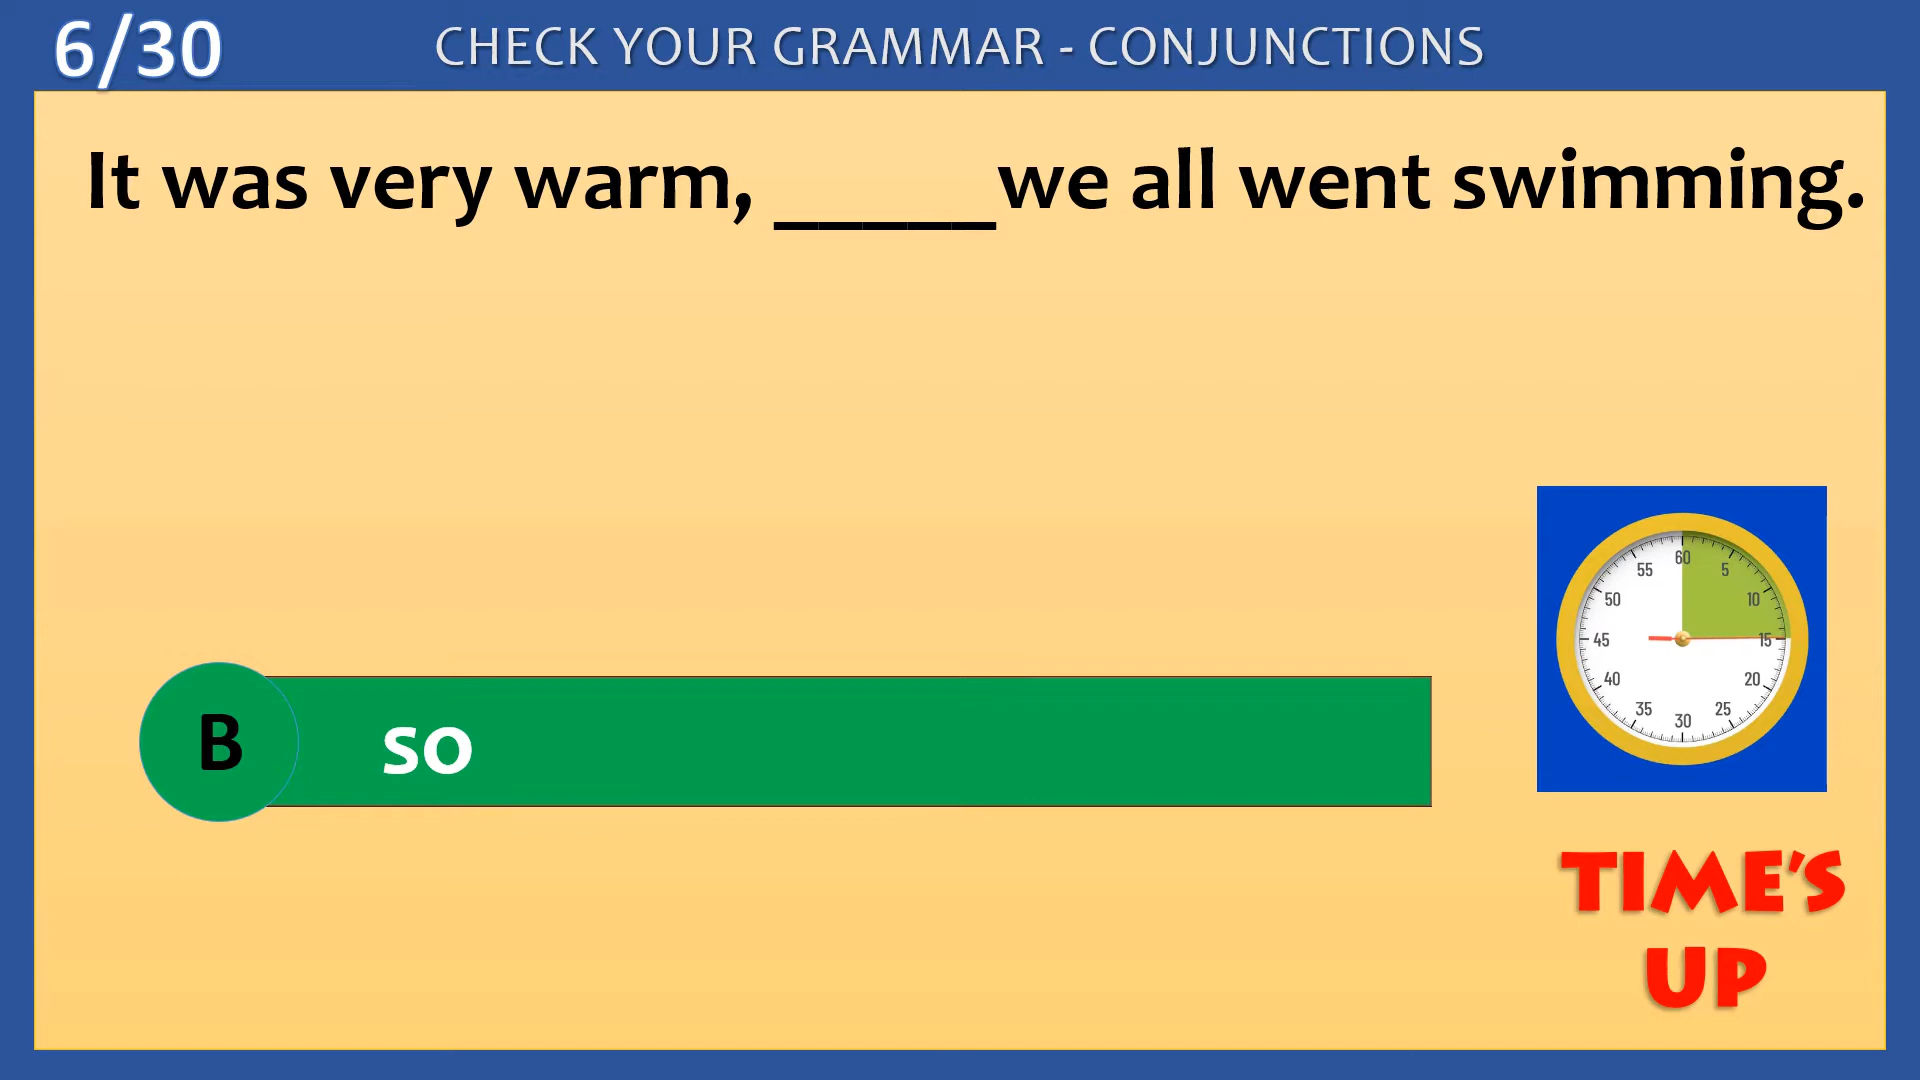 6/30
CHECK YOUR GRAMMAR - CONJUNCTIONS
It was very warm, _____we all went swimming.
60
55 5
50 10
45 15
40 20
35 25
30
B so
TIME'S
UP